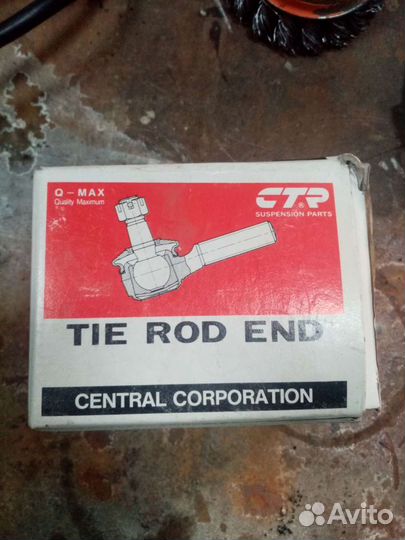 Q-MAX
Quality Maximum
CTR®
SUSPENSION PARTS
TIE ROD END
CENTRAL CORPORATION
Avito